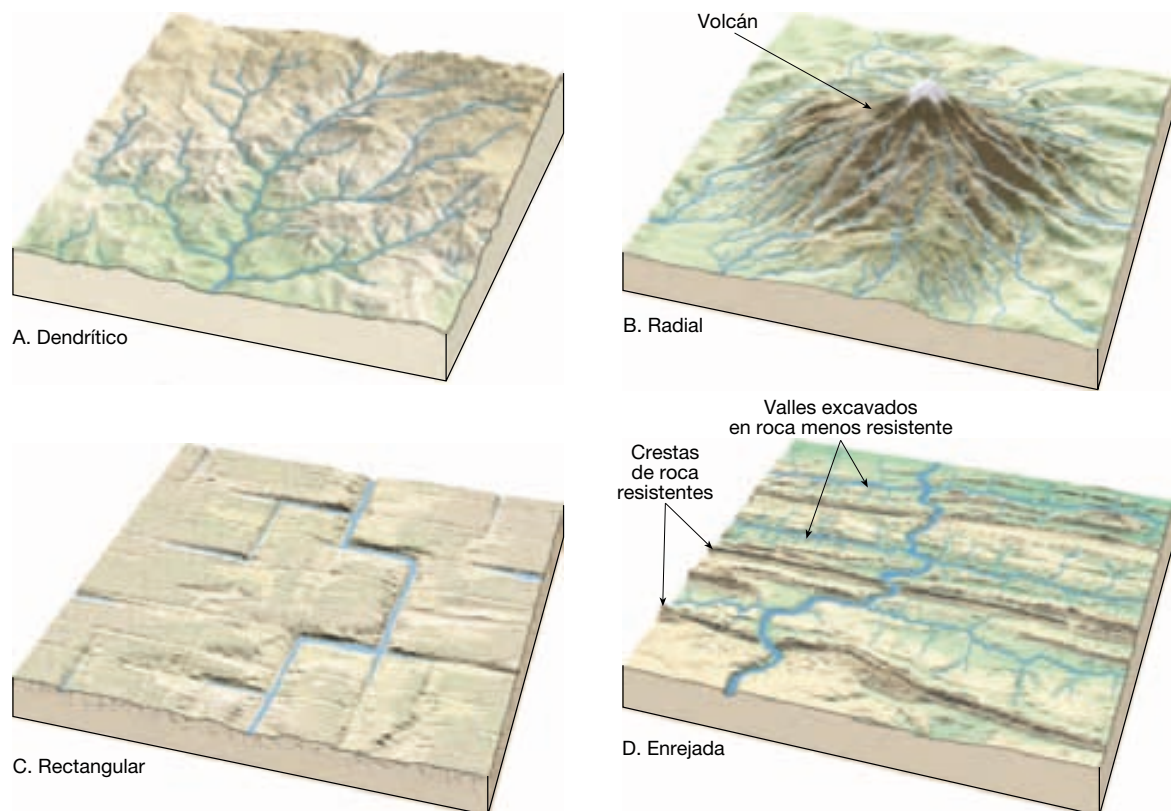 Volcán
A. Dendrítico
B. Radial
Valles excavados
en roca menos resistente
Crestas
de roca
resistentes
C. Rectangular
D. Enrejada